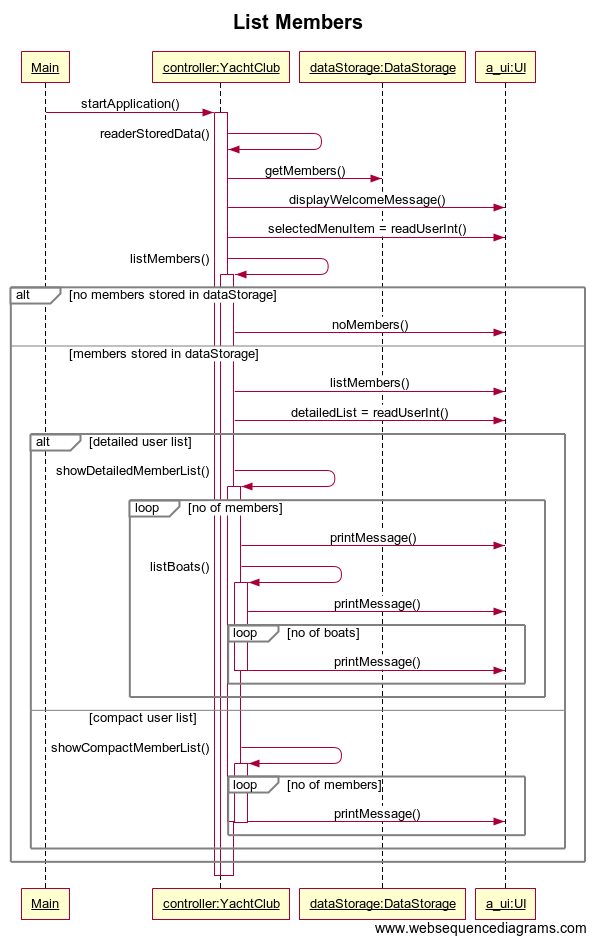 List Members
Main controller:YachtClub dataStorage:DataStorage a_ui:UI
startApplication()
readerStoredData()
getMembers()
displayWelcomeMessage()
selectedMenuItem = readUserInt()
listMembers()
alt [no members stored in dataStorage]
noMembers()
[members stored in dataStorage]
listMembers()
detailedList = readUserInt()
alt [detailed user list]
showDetailedMemberList()
loop [no of members]
printMessage()
listBoats()
printMessage()
loop [no of boats]
printMessage()
[compact user list]
showCompactMemberList()
loop [no of members]
printMessage()
Main controller:YachtClub dataStorage:DataStorage a_ui:UI
www.websequencediagrams.com